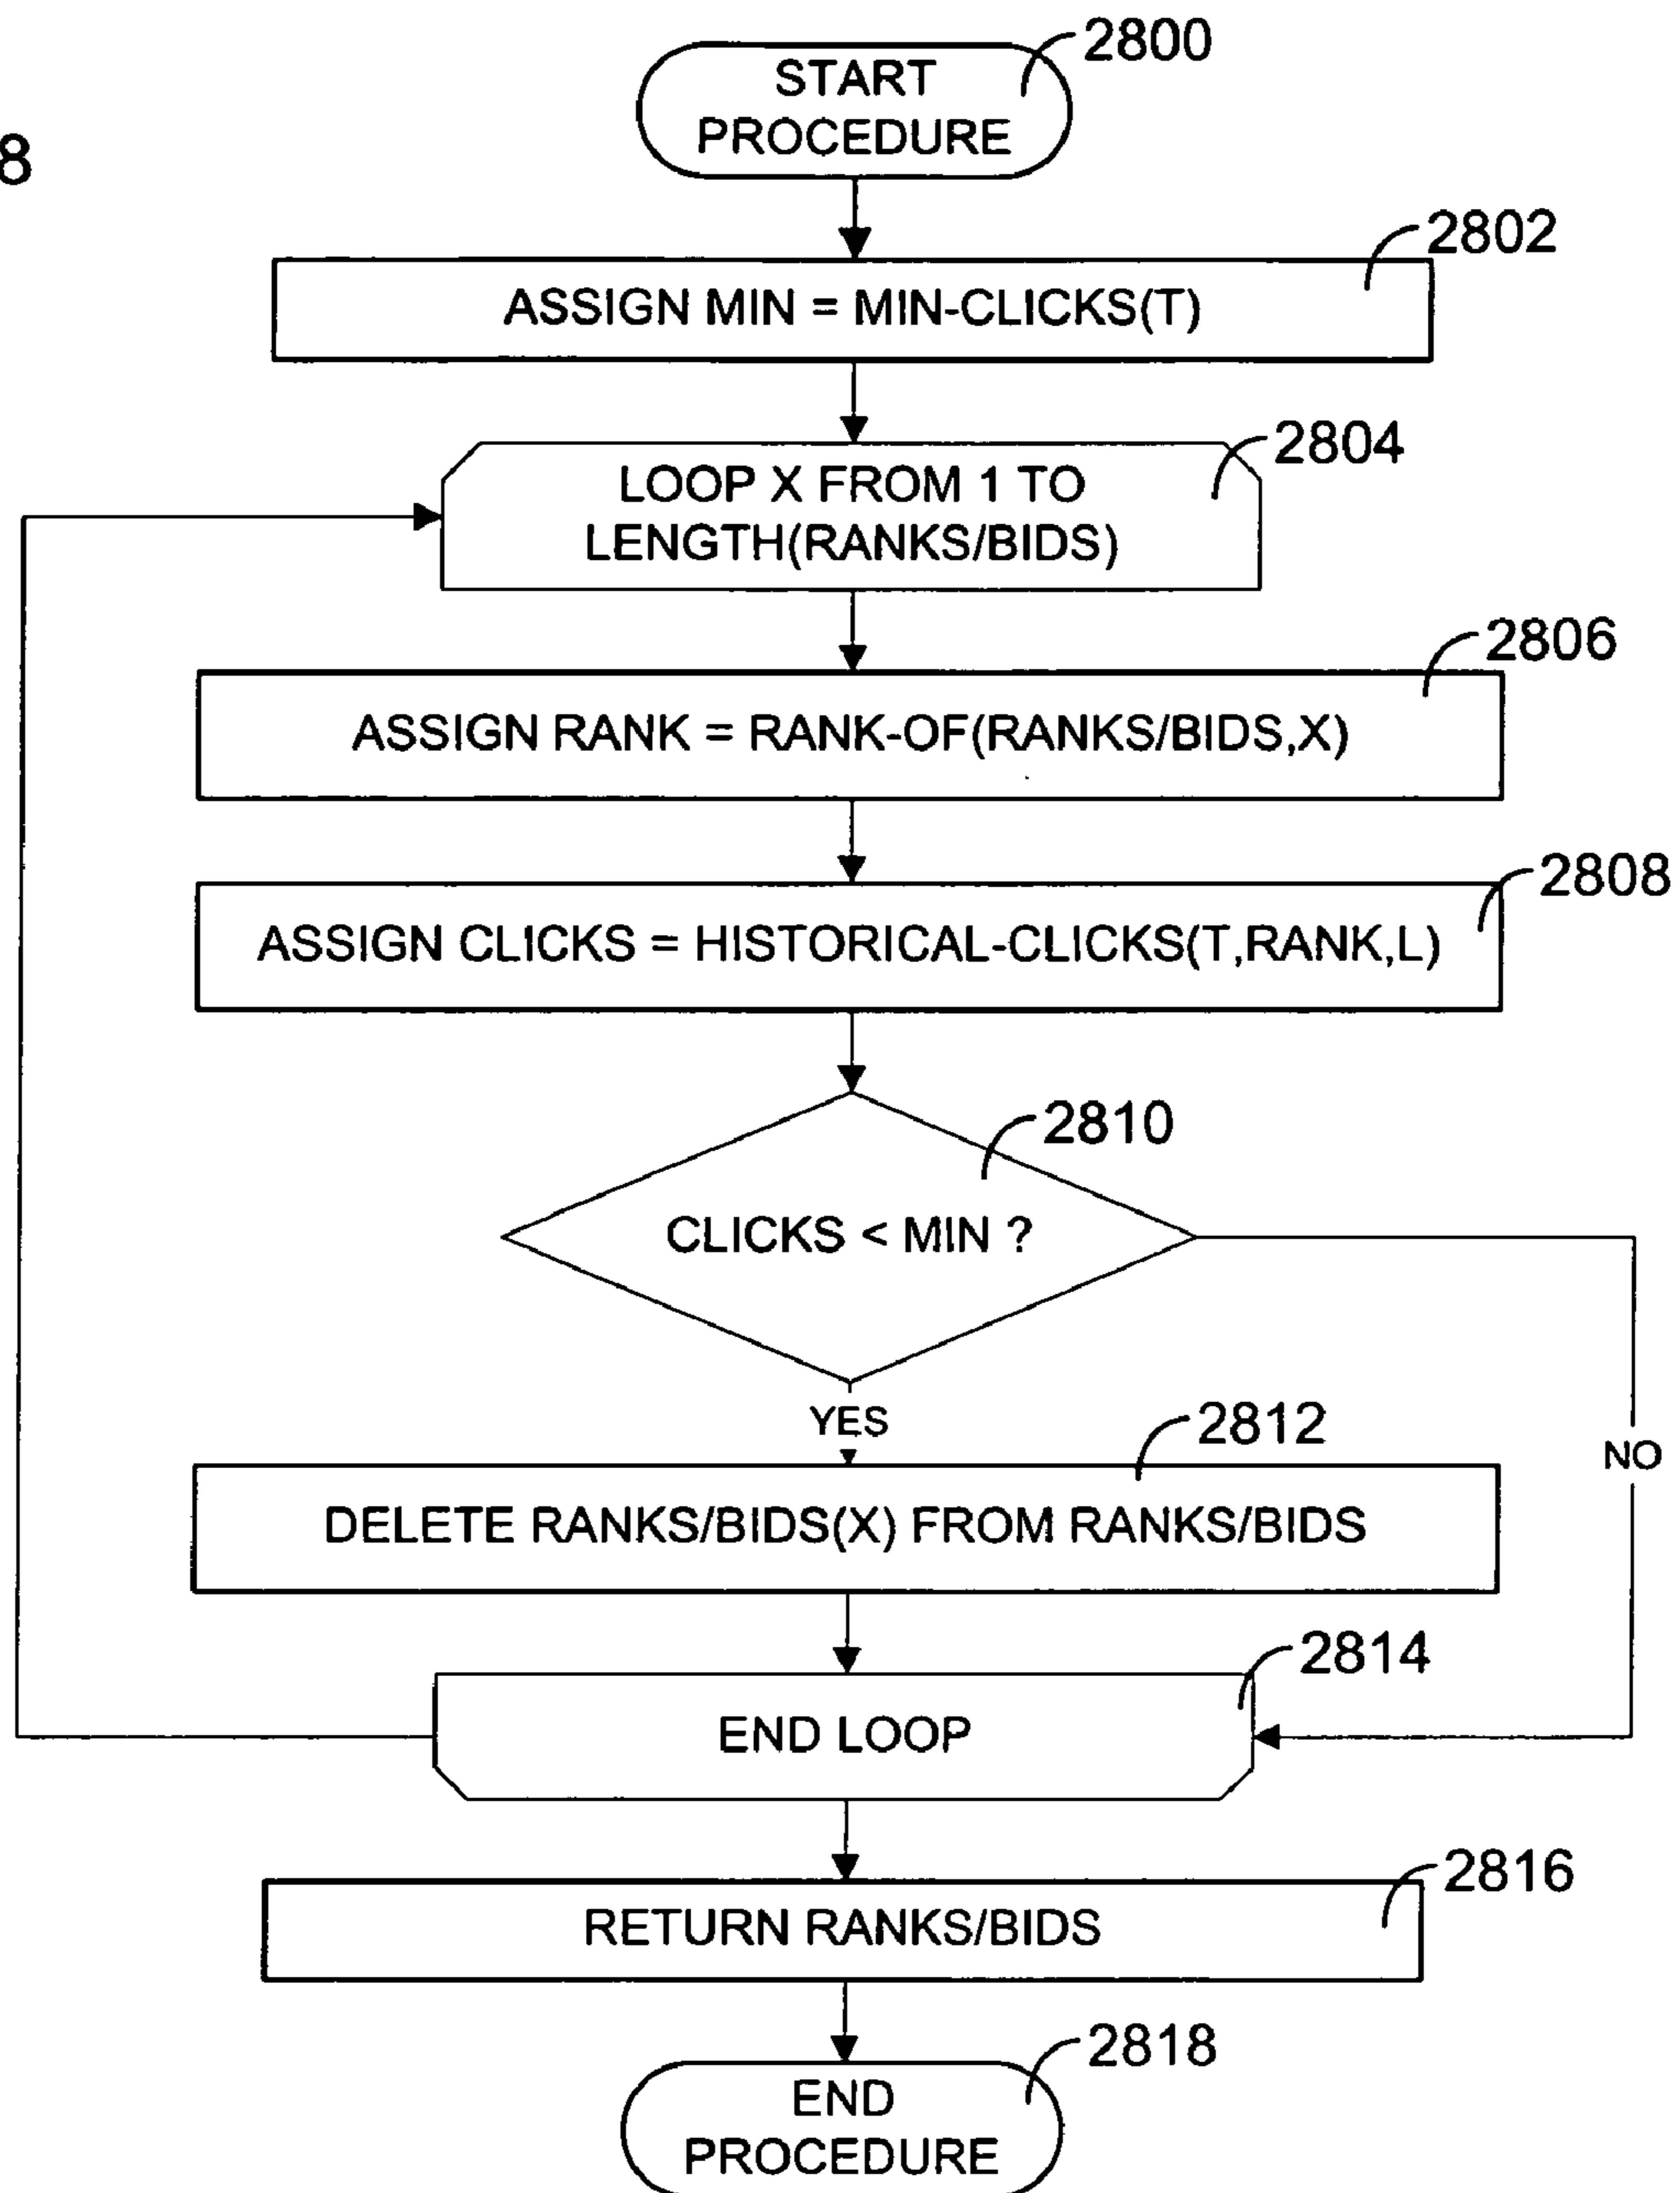 2800
START
PROCEDURE
8
2802
ASSIGN MIN = MIN-CLICKS(T)
2804
LOOP X FROM 1 TO
LENGTH(RANKS/BIDS)
2806
ASSIGN RANK = RANK-OF(RANKS/BIDS,X)
2808
ASSIGN CLICKS = HISTORICAL-CLICKS(T,RANK,L)
2810
CLICKS < MIN ?
YES
NO
2812
DELETE RANKS/BIDS(X) FROM RANKS/BIDS
2814
END LOOP
2816
RETURN RANKS/BIDS
2818
END
PROCEDURE